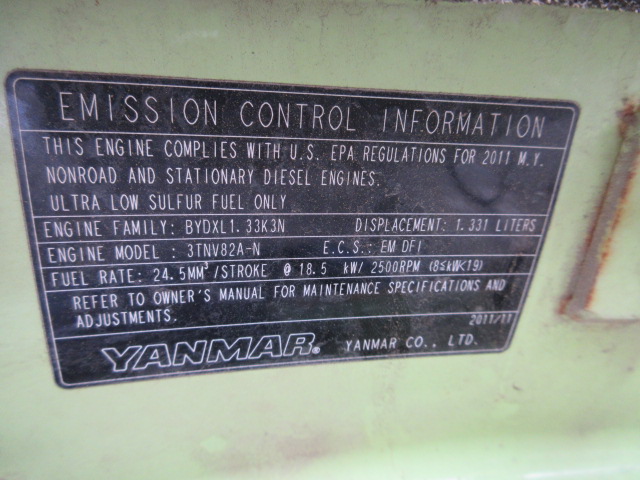 EMISSION CONTROL INFORMATION
THIS ENGINE COMPLIES WITH U.S. EPA REGULATIONS FOR 2011 M.Y.
NONROAD AND STATIONARY DIESEL ENGINES.
ULTRA LOW SULFUR FUEL ONLY
ENGINE FAMILY: BYDXL1.33K3N DISPLACEMENT: 1.331 LITERS
ENGINE MODEL : 3TNV82A-N E.C.S.: EM DFI
FUEL RATE: 24.5MM³/STROKE @ 18.5 kW/ 2500RPM (8≤kW<19)
REFER TO OWNER'S MANUAL FOR MAINTENANCE SPECIFICATIONS AND
ADJUSTMENTS. 2011/11
YANMAR® YANMAR CO., LTD.